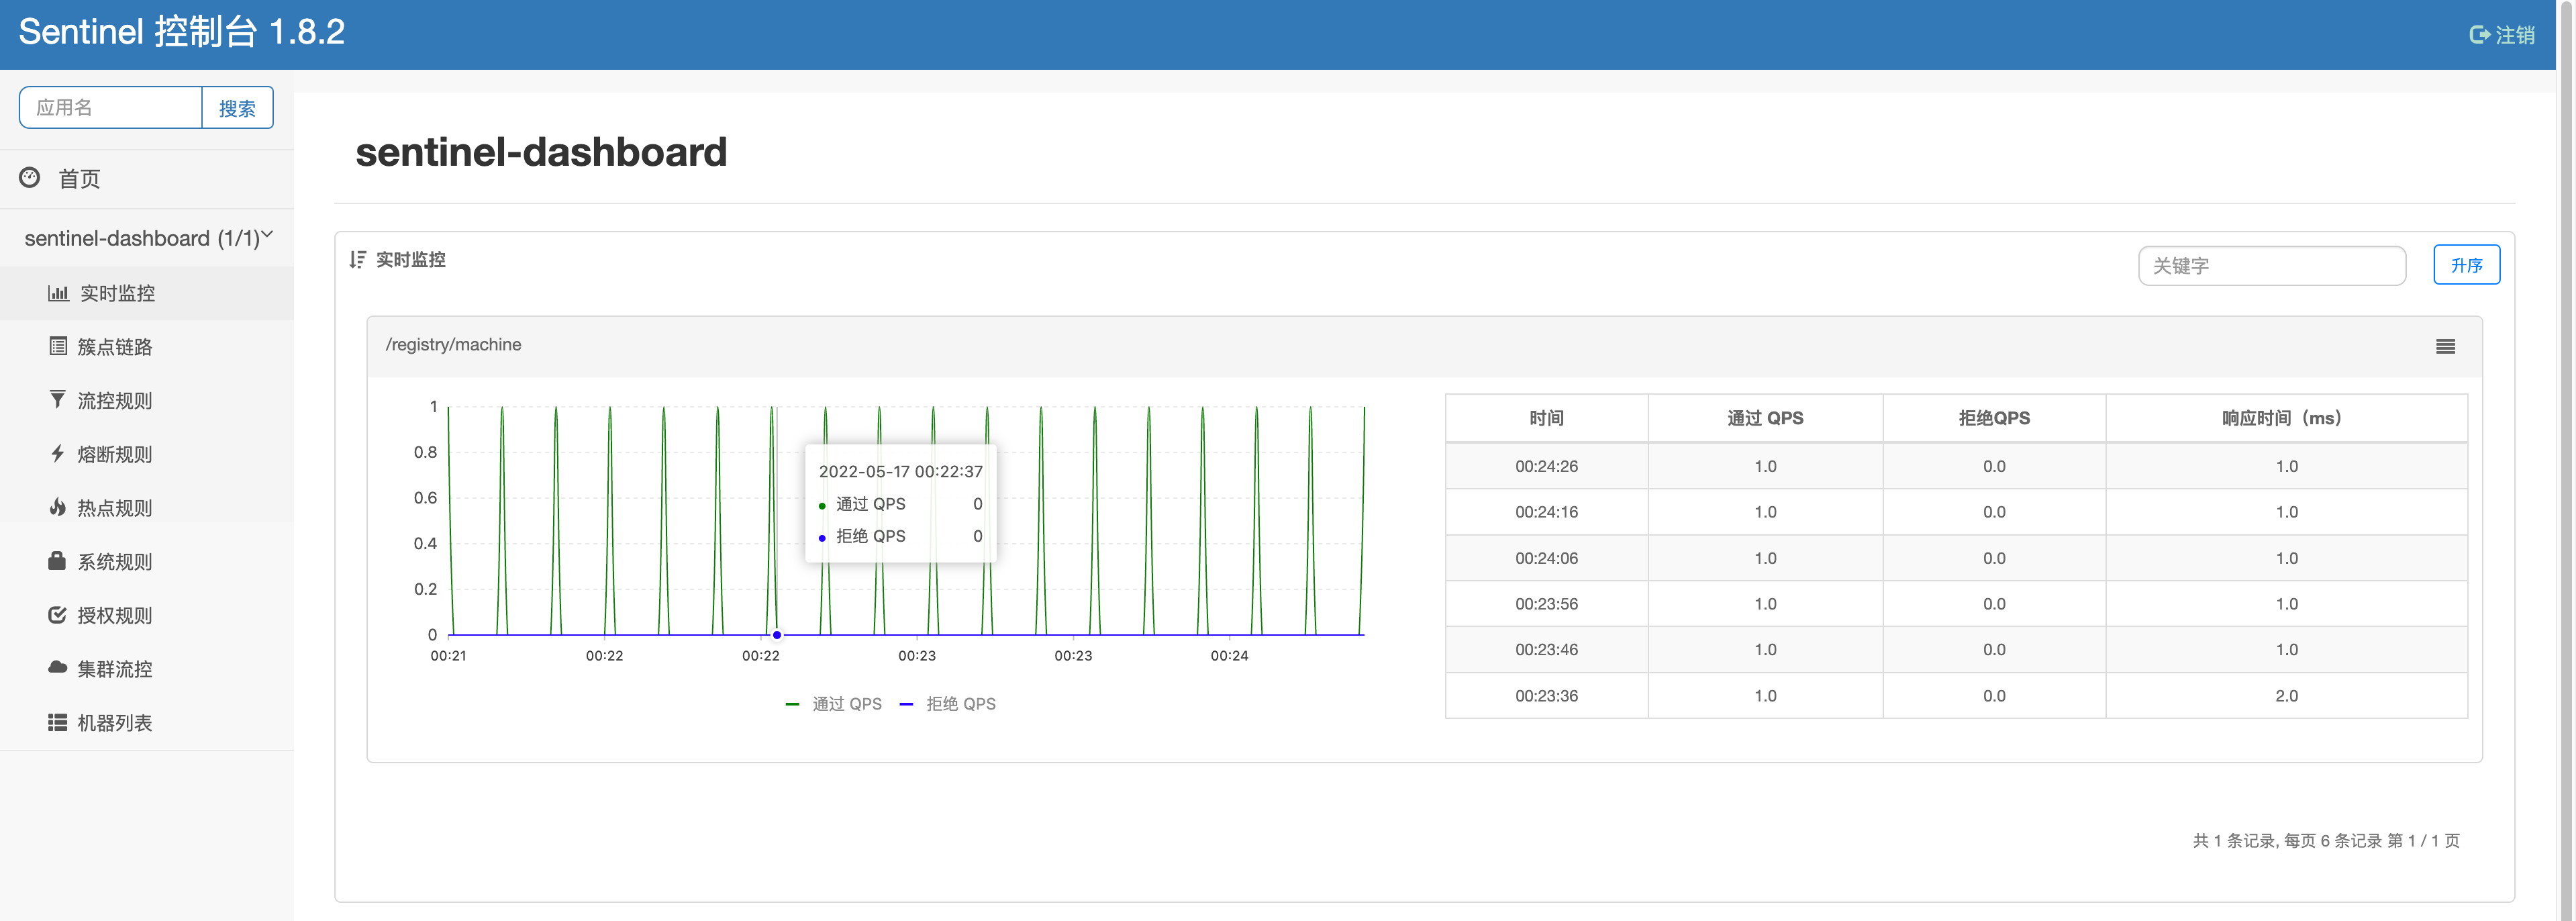 Sentinel 控制台 1.8.2
注销
应用名
搜索
首页
sentinel-dashboard (1/1)
实时监控
簇点链路
流控规则
熔断规则
热点规则
系统规则
授权规则
集群流控
机器列表
sentinel-dashboard
实时监控
关键字
升序
/registry/machine
1
0.8
0.6
0.4
0.2
0
00:21 00:22 00:22 00:23 00:23 00:24
2022-05-17 00:22:37
通过 QPS 0
拒绝 QPS 0
通过 QPS 拒绝 QPS
时间 通过 QPS 拒绝QPS 响应时间（ms）
00:24:26 1.0 0.0 1.0
00:24:16 1.0 0.0 1.0
00:24:06 1.0 0.0 1.0
00:23:56 1.0 0.0 1.0
00:23:46 1.0 0.0 1.0
00:23:36 1.0 0.0 2.0
共 1 条记录, 每页 6 条记录 第 1 / 1 页